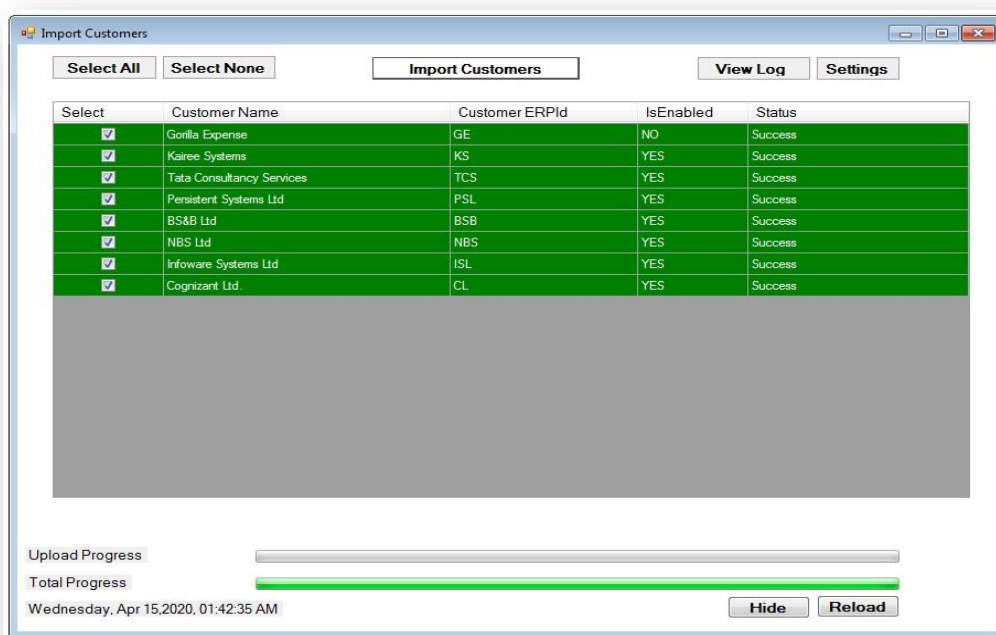 Import Customers
Select All Select None Import Customers View Log Settings
Select Customer Name Customer ERPId IsEnabled Status
Gorilla Expense GE NO Success
Kairee Systems KS YES Success
Tata Consultancy Services TCS YES Success
Persistent Systems Ltd PSL YES Success
BS&B Ltd BSB YES Success
NBS Ltd NBS YES Success
Infoware Systems Ltd ISL YES Success
Cognizant Ltd. CL YES Success
Upload Progress
Total Progress
Wednesday, Apr 15,2020, 01:42:35 AM Hide Reload